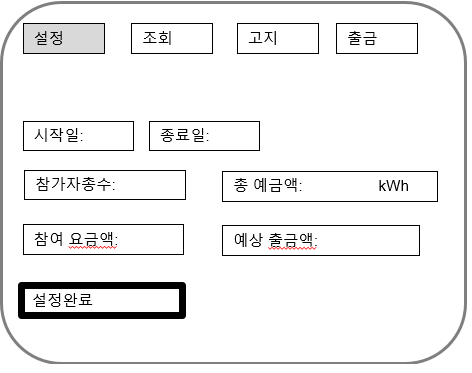 설정 조회 고지 출금
시작일: 종료일:
참가자총수: 총 예금액: kWh
참여 요금액: 예상 출금액:
설정완료